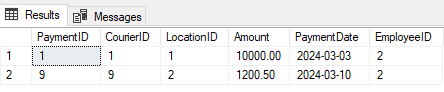 Results Messages
PaymentID CourierID LocationID Amount PaymentDate EmployeeID
1 1 1 1 10000.00 2024-03-03 2
2 9 9 2 1200.50 2024-03-10 2